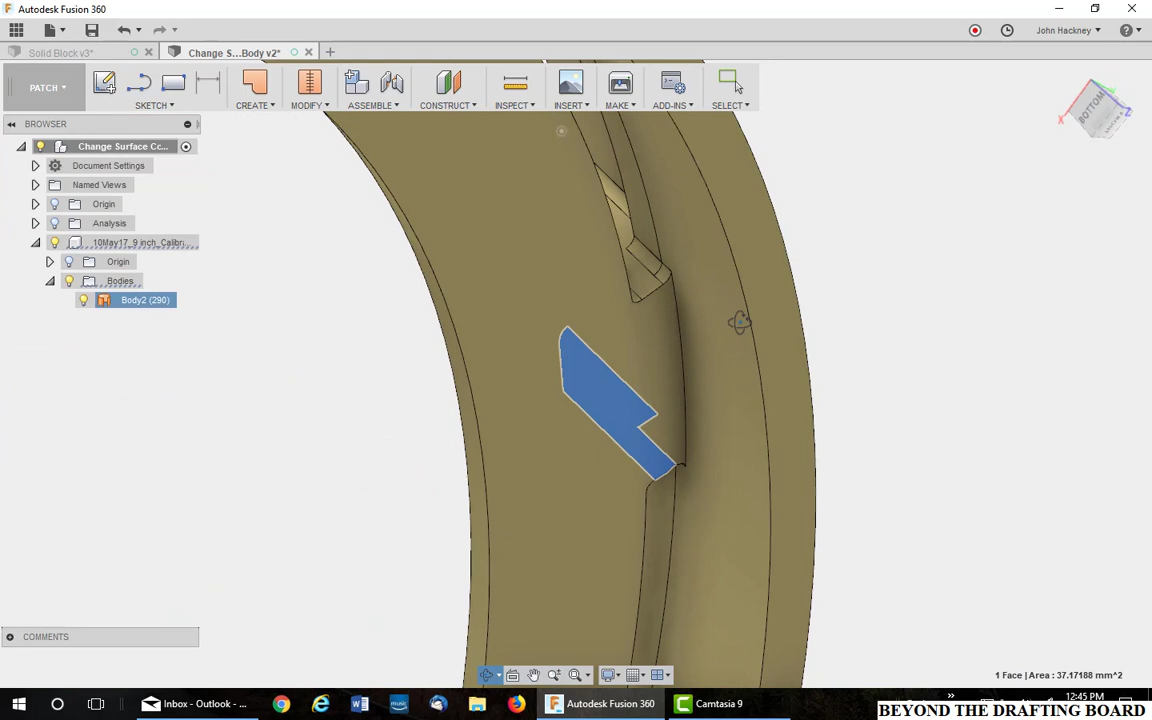 Autodesk Fusion 360
John Hackney
Solid Block v3*
Change S...Body v2*
PATCH
SKETCH
CREATE
MODIFY
ASSEMBLE
CONSTRUCT
INSPECT
INSERT
MAKE
ADD-INS
SELECT
BROWSER
BOTTOM
X
Z
Change Surface Cc...
Document Settings
Named Views
Origin
Analysis
10May17_9 inch_Calibr...
Origin
Bodies
Body2 (290)
COMMENTS
1 Face | Area : 37.17188 mm^2
Inbox - Outlook - ...
Autodesk Fusion 360
Camtasia 9
12:45 PM
BEYOND THE DRAFTING BOARD